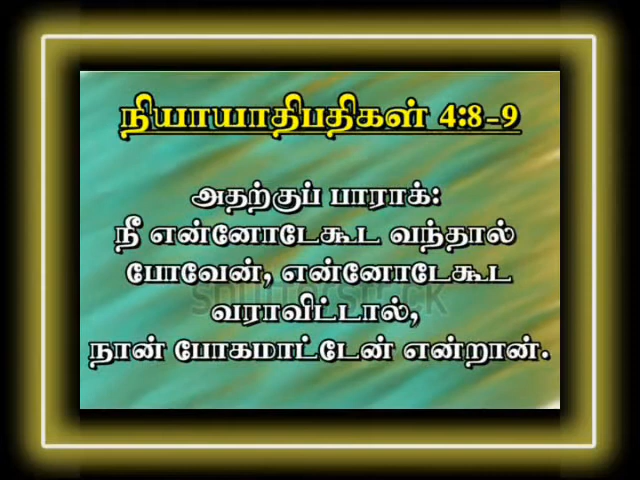 நியாயாதிபதிகள் 4:8-9
அதற்குப் பாராக்:
நீ என்னோடேகூட வந்தால்
போவேன், என்னோடேகூட
வராவிட்டால்,
நான் போகமாட்டேன் என்றான்.